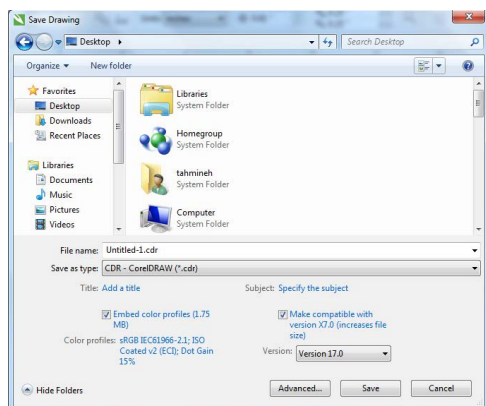 Save Drawing
Desktop
Search Desktop
Organize
New folder
Favorites
Desktop
Downloads
Recent Places
Libraries
Documents
Music
Pictures
Videos
Libraries
System Folder
Homegroup
System Folder
tahmineh
System Folder
Computer
System Folder
File name: Untitled-1.cdr
Save as type: CDR - CorelDRAW (*.cdr)
Title: Add a title
Subject: Specify the subject
Embed color profiles (1.75
MB)
Make compatible with
version X7.0 (increases file
size)
Color profiles: sRGB IEC61966-2.1; ISO
Coated v2 (ECI); Dot Gain
15%
Version: Version 17.0
Hide Folders
Advanced...
Save
Cancel